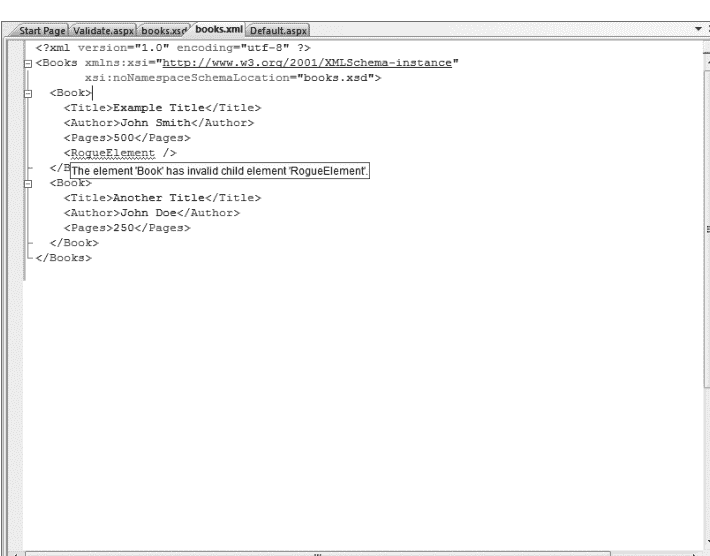 Start Page Validate.aspx books.xsd books.xml Default.aspx
<?xml version="1.0" encoding="utf-8" ?>
<Books xmlns:xsi="http://www.w3.org/2001/XMLSchema-instance"
xsi:noNamespaceSchemaLocation="books.xsd">
<Book>
<Title>Example Title</Title>
<Author>John Smith</Author>
<Pages>500</Pages>
<RogueElement />
</B
The element 'Book' has invalid child element 'RogueElement'.
<Book>
<Title>Another Title</Title>
<Author>John Doe</Author>
<Pages>250</Pages>
</Book>
</Books>